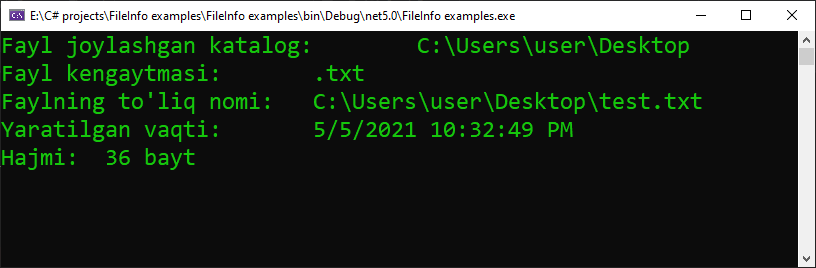 E:\C# projects\FileInfo examples\FileInfo examples\bin\Debug\net5.0\FileInfo examples.exe
Fayl joylashgan katalog: C:\Users\user\Desktop
Fayl kengaytmasi: .txt
Faylning to'liq nomi: C:\Users\user\Desktop\test.txt
Yaratilgan vaqti: 5/5/2021 10:32:49 PM
Hajmi: 36 bayt